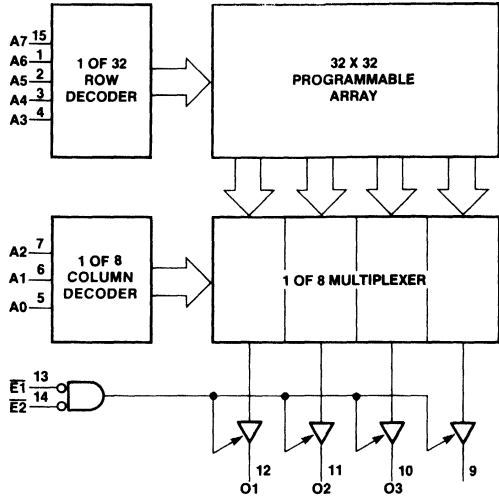 A7 15
A6 1
A5 2
A4 3
A3 4
1 OF 32
ROW
DECODER
32 X 32
PROGRAMMABLE
ARRAY
A2 7
A1 6
A0 5
1 OF 8
COLUMN
DECODER
1 OF 8 MULTIPLEXER
E1 13
E2 14
12 11 10 9
O1 O2 O3